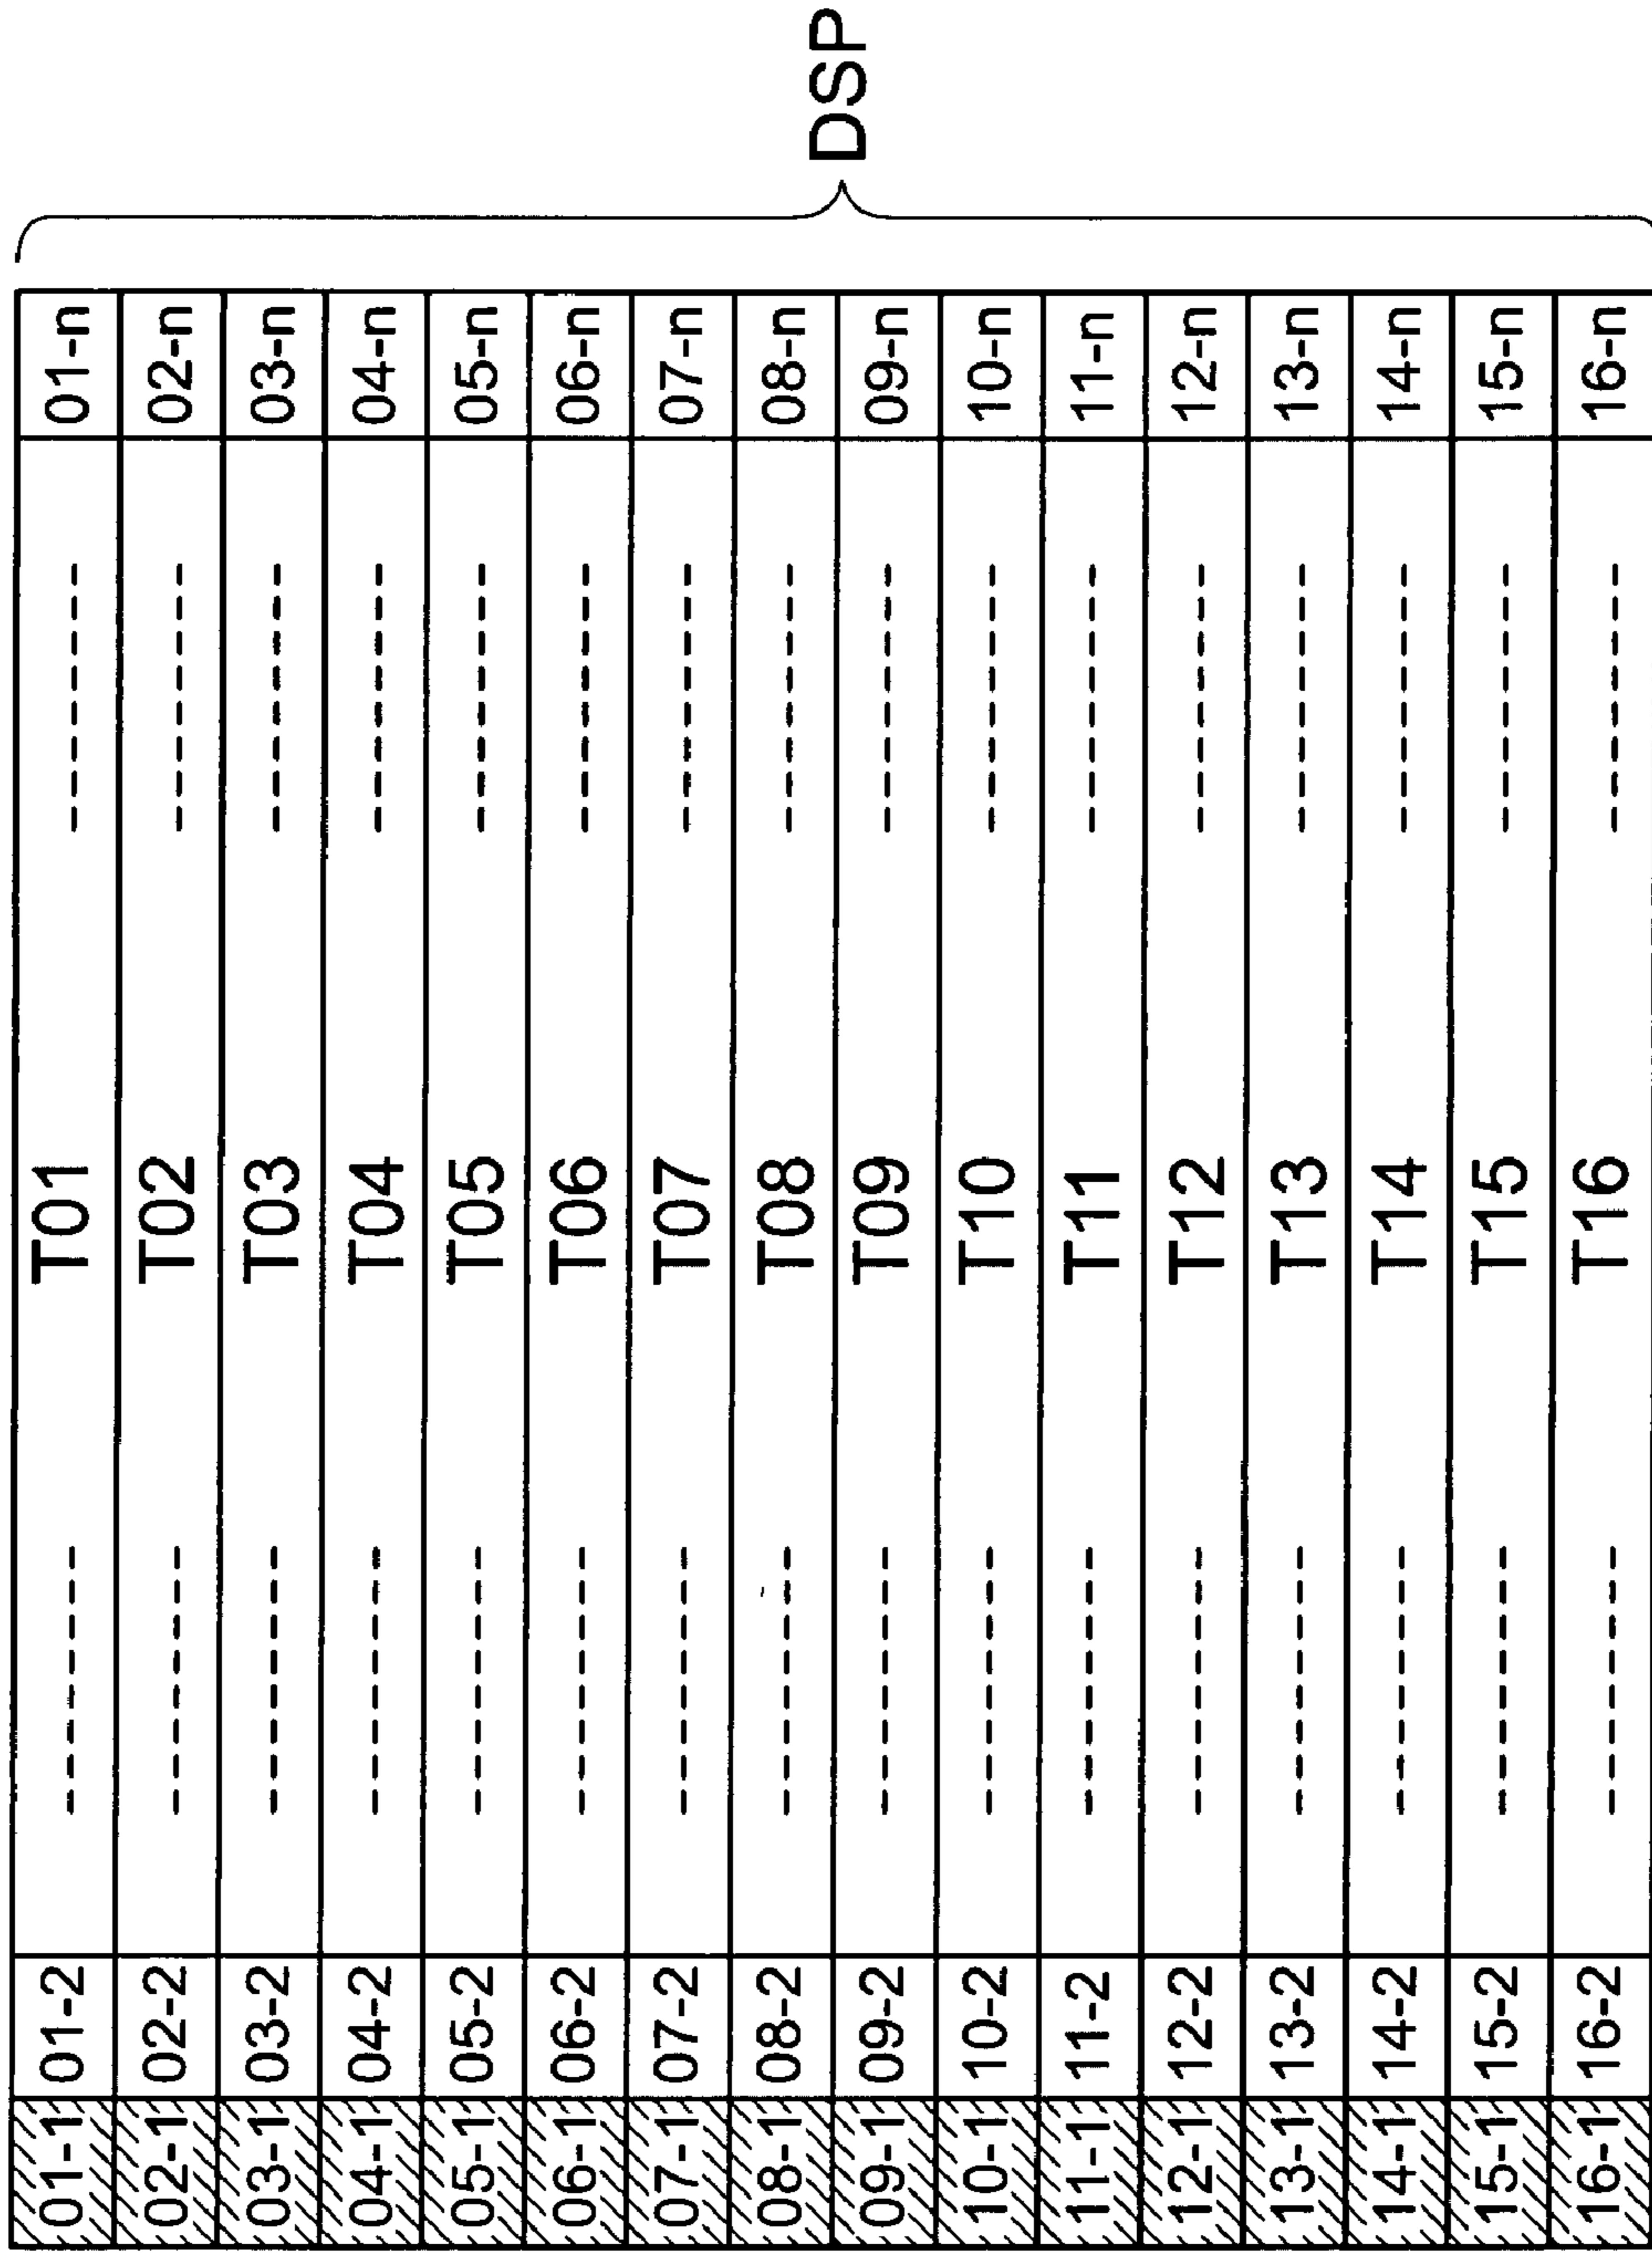 01-1 01-2 --------- T01 --------- 01-n
02-1 02-2 --------- T02 --------- 02-n
03-1 03-2 --------- T03 --------- 03-n
04-1 04-2 --------- T04 --------- 04-n
05-1 05-2 --------- T05 --------- 05-n
06-1 06-2 --------- T06 --------- 06-n
07-1 07-2 --------- T07 --------- 07-n
08-1 08-2 --------- T08 --------- 08-n
09-1 09-2 --------- T09 --------- 09-n
10-1 10-2 --------- T10 --------- 10-n
11-1 11-2 --------- T11 --------- 11-n
12-1 12-2 --------- T12 --------- 12-n
13-1 13-2 --------- T13 --------- 13-n
14-1 14-2 --------- T14 --------- 14-n
15-1 15-2 --------- T15 --------- 15-n
16-1 16-2 --------- T16 --------- 16-n
DSP